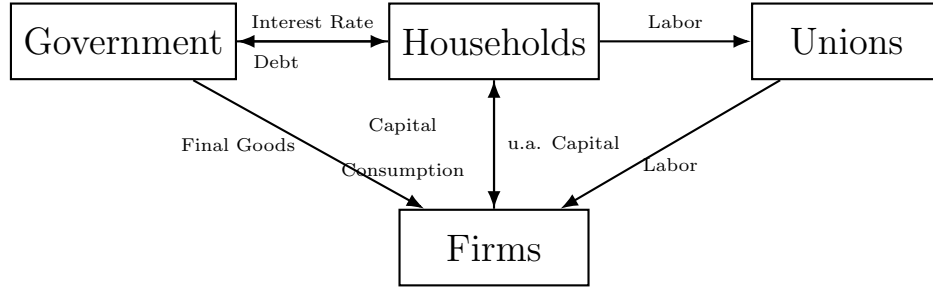 Government
Interest Rate
Debt
Households
Labor
Unions
Final Goods
Capital
Consumption
u.a. Capital
Labor
Firms